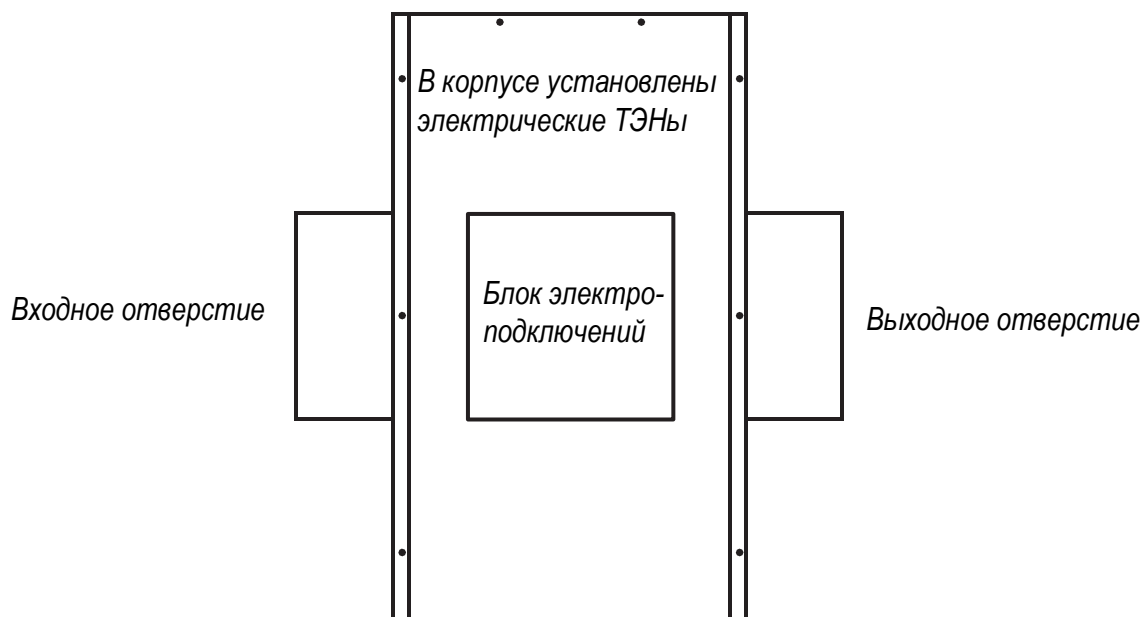 В корпусе установлены
электрические ТЭНы
Входное отверстие
Блок электро-
подключений
Выходное отверстие